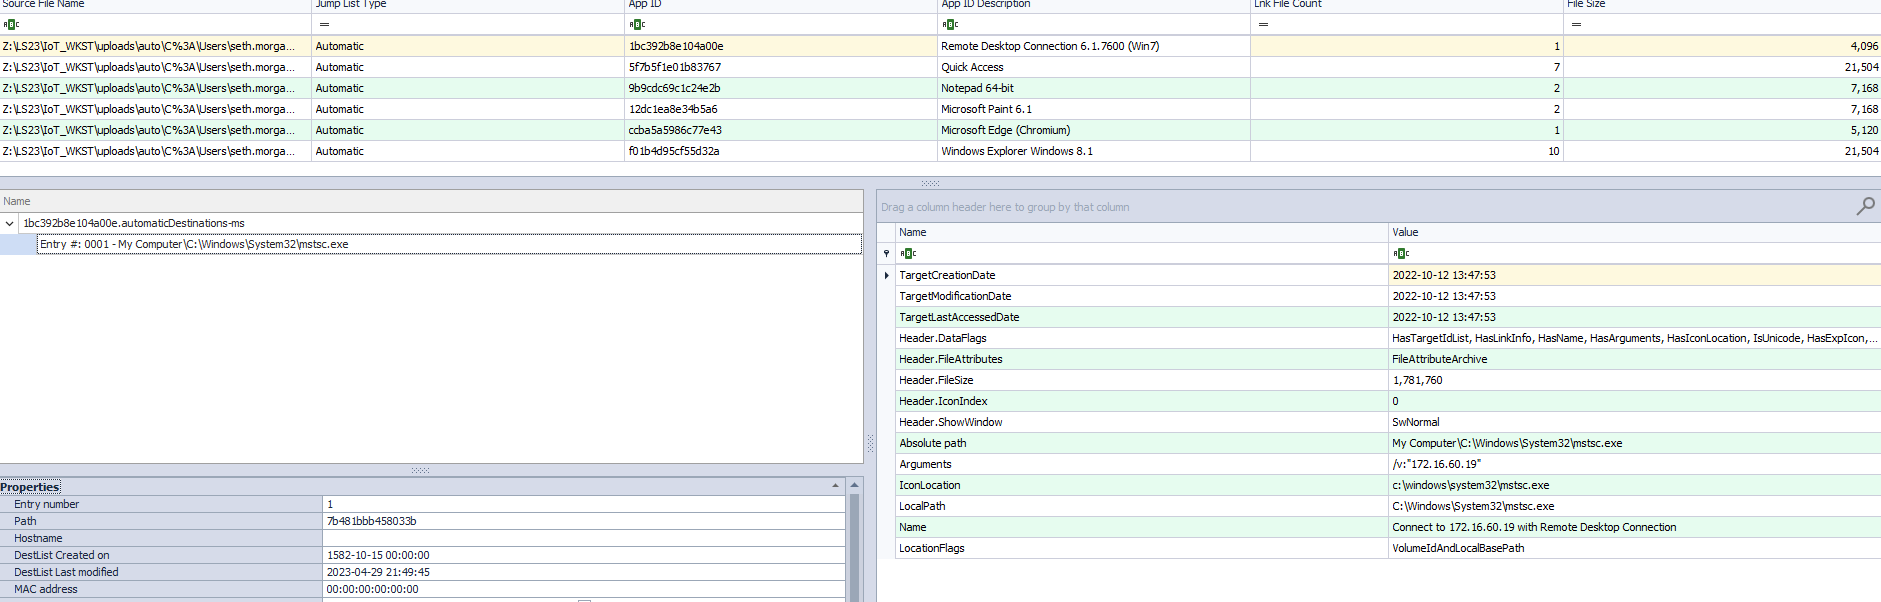 Source File Name Jump List Type App ID App ID Description Lnk File Count File Size
ABC = ABC ABC = =
Z:\LS23\IoT_WKST\uploads\auto\C%3A\Users\seth.morga... Automatic 1bc392b8e104a00e Remote Desktop Connection 6.1.7600 (Win7) 1 4,096
Z:\LS23\IoT_WKST\uploads\auto\C%3A\Users\seth.morga... Automatic 5f7b5f1e01b83767 Quick Access 7 21,504
Z:\LS23\IoT_WKST\uploads\auto\C%3A\Users\seth.morga... Automatic 9b9cdc69c1c24e2b Notepad 64-bit 2 7,168
Z:\LS23\IoT_WKST\uploads\auto\C%3A\Users\seth.morga... Automatic 12dc1ea8e34b5a6 Microsoft Paint 6.1 2 7,168
Z:\LS23\IoT_WKST\uploads\auto\C%3A\Users\seth.morga... Automatic ccba5a5986c77e43 Microsoft Edge (Chromium) 1 5,120
Z:\LS23\IoT_WKST\uploads\auto\C%3A\Users\seth.morga... Automatic f01b4d95cf55d32a Windows Explorer Windows 8.1 10 21,504
Name
1bc392b8e104a00e.automaticDestinations-ms
Entry #: 0001 - My Computer\C:\Windows\System32\mstsc.exe
Properties
Entry number 1
Path 7b481bbb458033b
Hostname
DestList Created on 1582-10-15 00:00:00
DestList Last modified 2023-04-29 21:49:45
MAC address 00:00:00:00:00:00
Drag a column header here to group by that column
Name Value
ABC ABC
TargetCreationDate 2022-10-12 13:47:53
TargetModificationDate 2022-10-12 13:47:53
TargetLastAccessedDate 2022-10-12 13:47:53
Header.DataFlags HasTargetIdList, HasLinkInfo, HasName, HasArguments, HasIconLocation, IsUnicode, HasExpIcon,...
Header.FileAttributes FileAttributeArchive
Header.FileSize 1,781,760
Header.IconIndex 0
Header.ShowWindow SwNormal
Absolute path My Computer\C:\Windows\System32\mstsc.exe
Arguments /v:"172.16.60.19"
IconLocation c:\windows\system32\mstsc.exe
LocalPath C:\Windows\System32\mstsc.exe
Name Connect to 172.16.60.19 with Remote Desktop Connection
LocationFlags VolumeIdAndLocalBasePath